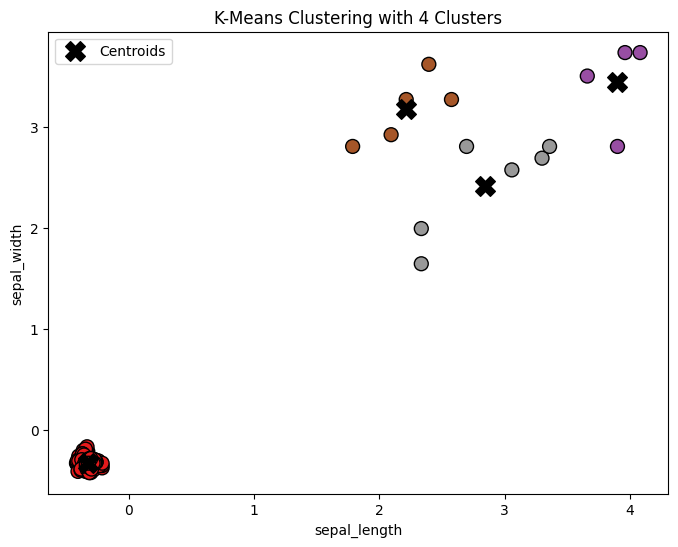 K-Means Clustering with 4 Clusters
Centroids
sepal_width
3
2
1
0
0 1 2 3 4
sepal_length